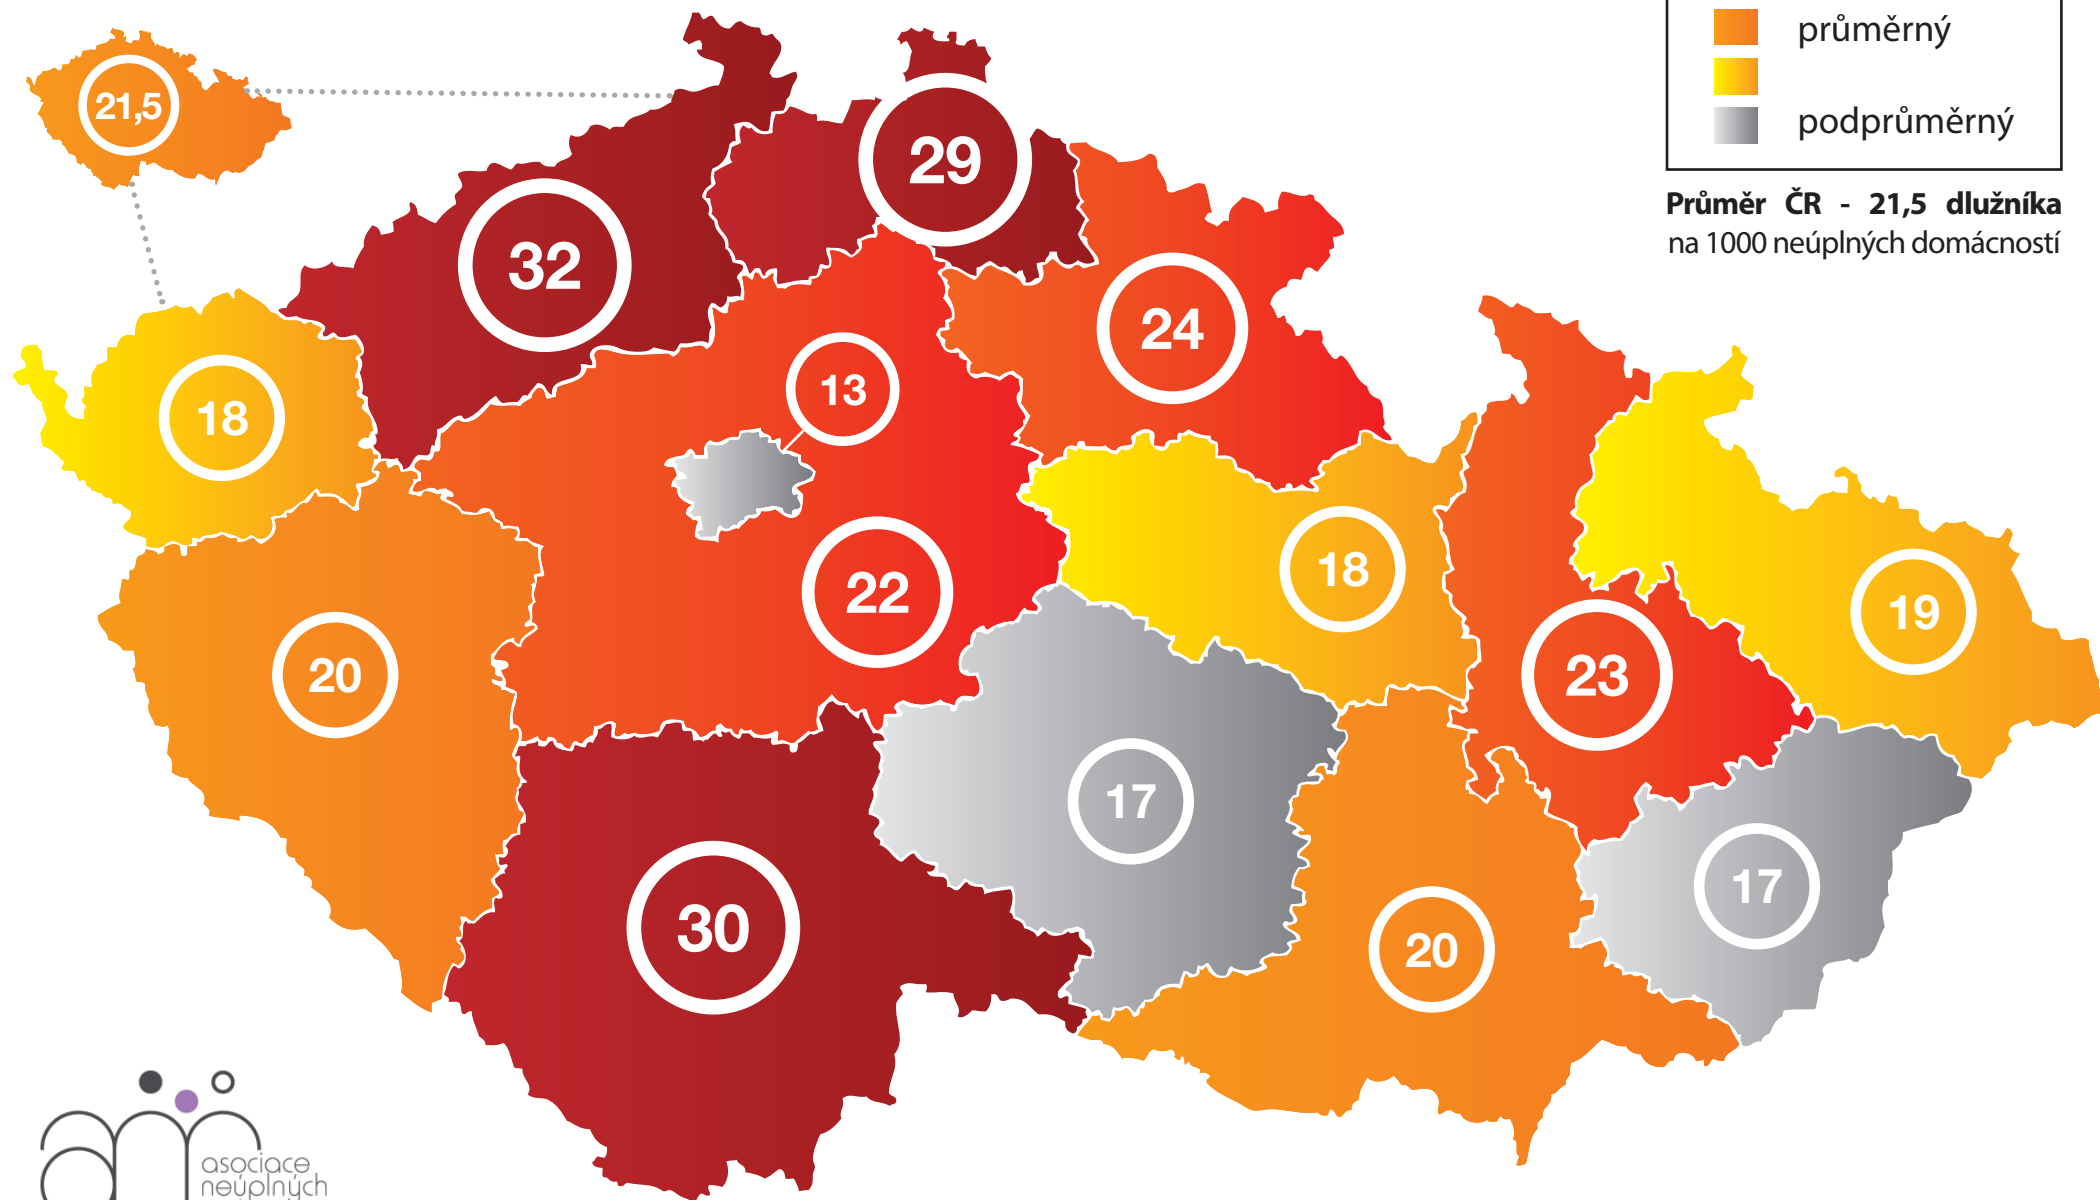 průměrný
podprůměrný
Průměr ČR - 21,5 dlužníka
na 1000 neúplných domácností
21,5
29
32
24
13
18
18
22
19
20
23
17
17
30
20
asociace
neúplných